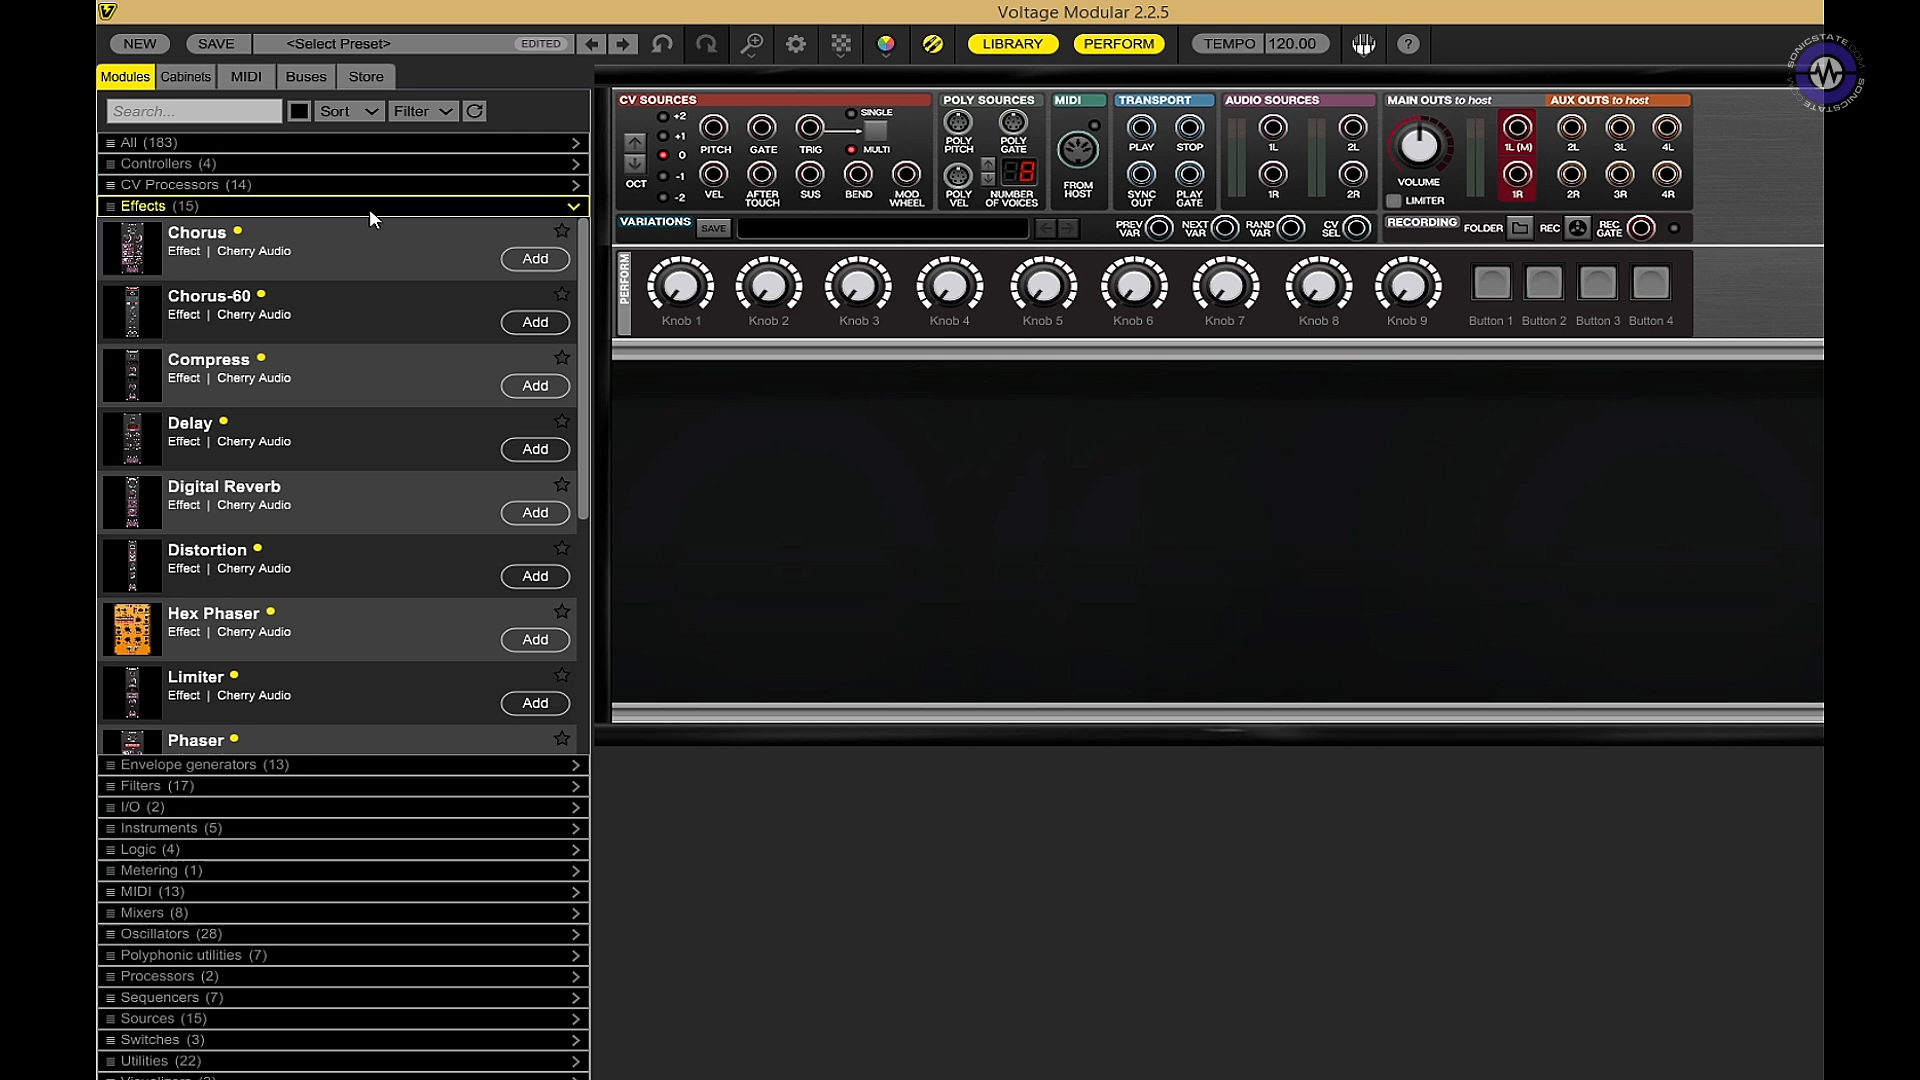 Voltage Modular 2.2.5
NEW SAVE <Select Preset> EDITED LIBRARY PERFORM TEMPO 120.00 ?
SONICSTATE.COM
Modules Cabinets MIDI Buses Store
Search... Sort Filter
All (183)
Controllers (4)
CV Processors (14)
Effects (15)
Chorus
Effect | Cherry Audio
Add
Chorus-60
Effect | Cherry Audio
Add
Compress
Effect | Cherry Audio
Add
Delay
Effect | Cherry Audio
Add
Digital Reverb
Effect | Cherry Audio
Add
Distortion
Effect | Cherry Audio
Add
Hex Phaser
Effect | Cherry Audio
Add
Limiter
Effect | Cherry Audio
Add
Phaser
Envelope generators (13)
Filters (17)
I/O (2)
Instruments (5)
Logic (4)
Metering (1)
MIDI (13)
Mixers (8)
Oscillators (28)
Polyphonic utilities (7)
Processors (2)
Sequencers (7)
Sources (15)
Switches (3)
Utilities (22)
CV SOURCES
+2
+1
0
-1
-2
OCT
PITCH GATE TRIG
SINGLE
MULTI
VEL AFTER TOUCH SUS BEND MOD WHEEL
POLY SOURCES
POLY PITCH POLY GATE
POLY VEL NUMBER OF VOICES
MIDI
FROM HOST
TRANSPORT
PLAY STOP
SYNC OUT PLAY GATE
AUDIO SOURCES
1L 2L
1R 2R
MAIN OUTS to host
VOLUME
LIMITER
1L (M)
1R
AUX OUTS to host
2L 3L 4L
2R 3R 4R
VARIATIONS SAVE PREV VAR NEXT VAR RAND VAR CV SEL
RECORDING FOLDER REC REC GATE
PERFORM
Knob 1 Knob 2 Knob 3 Knob 4 Knob 5 Knob 6 Knob 7 Knob 8 Knob 9 Button 1 Button 2 Button 3 Button 4